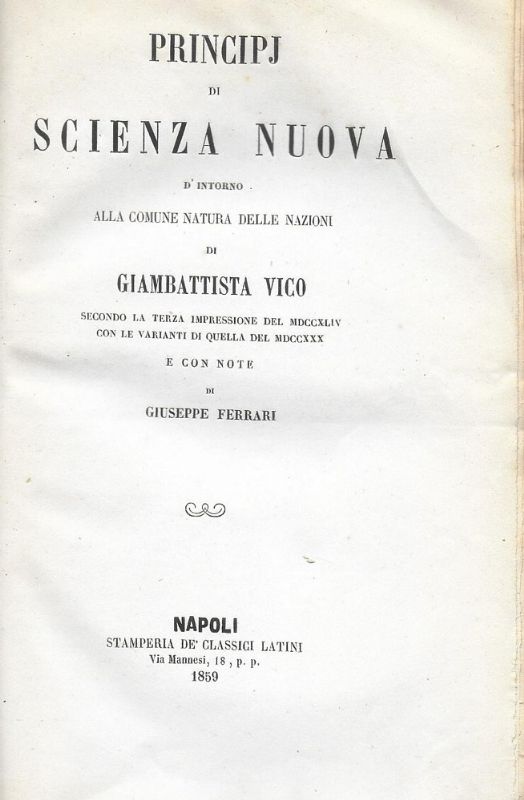 PRINCIPJ
DI
SCIENZA NUOVA
D'INTORNO
ALLA COMUNE NATURA DELLE NAZIONI
DI
GIAMBATTISTA VICO
SECONDO LA TERZA IMPRESSIONE DEL MDCCXLIV
CON LE VARIANTI DI QUELLA DEL MDCCXXX
E CON NOTE
DI
GIUSEPPE FERRARI
NAPOLI
STAMPERIA DE' CLASSICI LATINI
Via Mannesi, 18, p. p.
1859